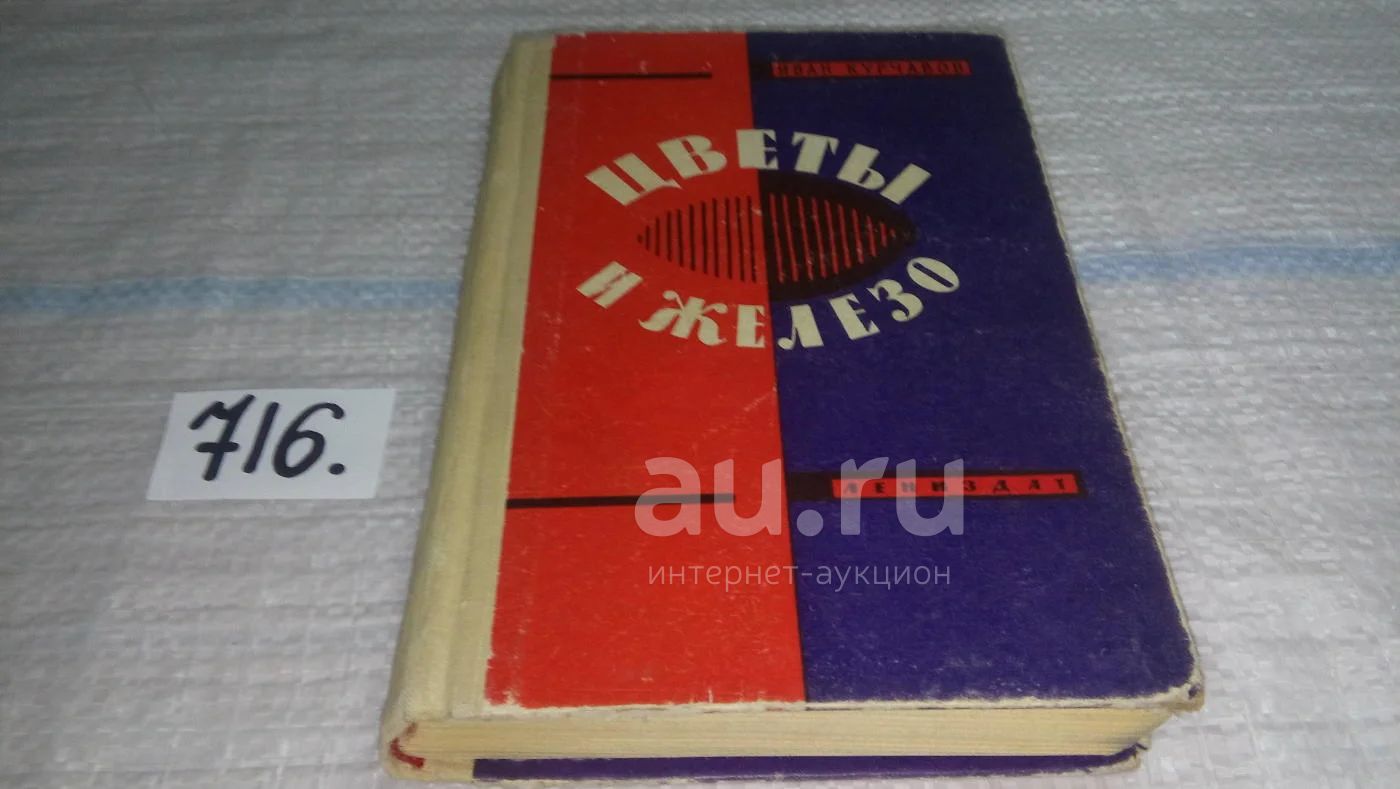 ИВАН КУРЧАВОВ
ЦВЕТЫ
И ЖЕЛЕЗО
716.
ЛЕНИЗДАТ
au.ru
интернет-аукцион